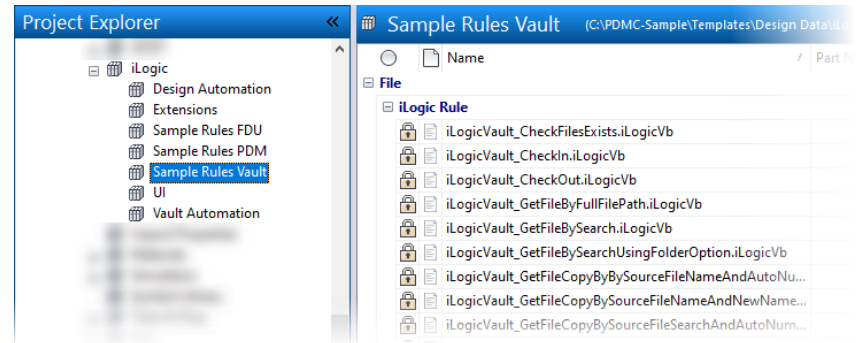 Project Explorer «
iLogic
Design Automation
Extensions
Sample Rules FDU
Sample Rules PDM
Sample Rules Vault
UI
Vault Automation
Sample Rules Vault (C:\PDMC-Sample\Templates\Design Data\iLo
Name / Part N
File
iLogic Rule
iLogicVault_CheckFilesExists.iLogicVb
iLogicVault_CheckIn.iLogicVb
iLogicVault_CheckOut.iLogicVb
iLogicVault_GetFileByFullFilePath.iLogicVb
iLogicVault_GetFileBySearch.iLogicVb
iLogicVault_GetFileBySearchUsingFolderOption.iLogicVb
iLogicVault_GetFileCopyByBySourceFileNameAndAutoNu...
iLogicVault_GetFileCopyBySourceFileNameAndNewName...
iLogicVault_GetFileCopyBySourceFileSearchAndAutoNum...